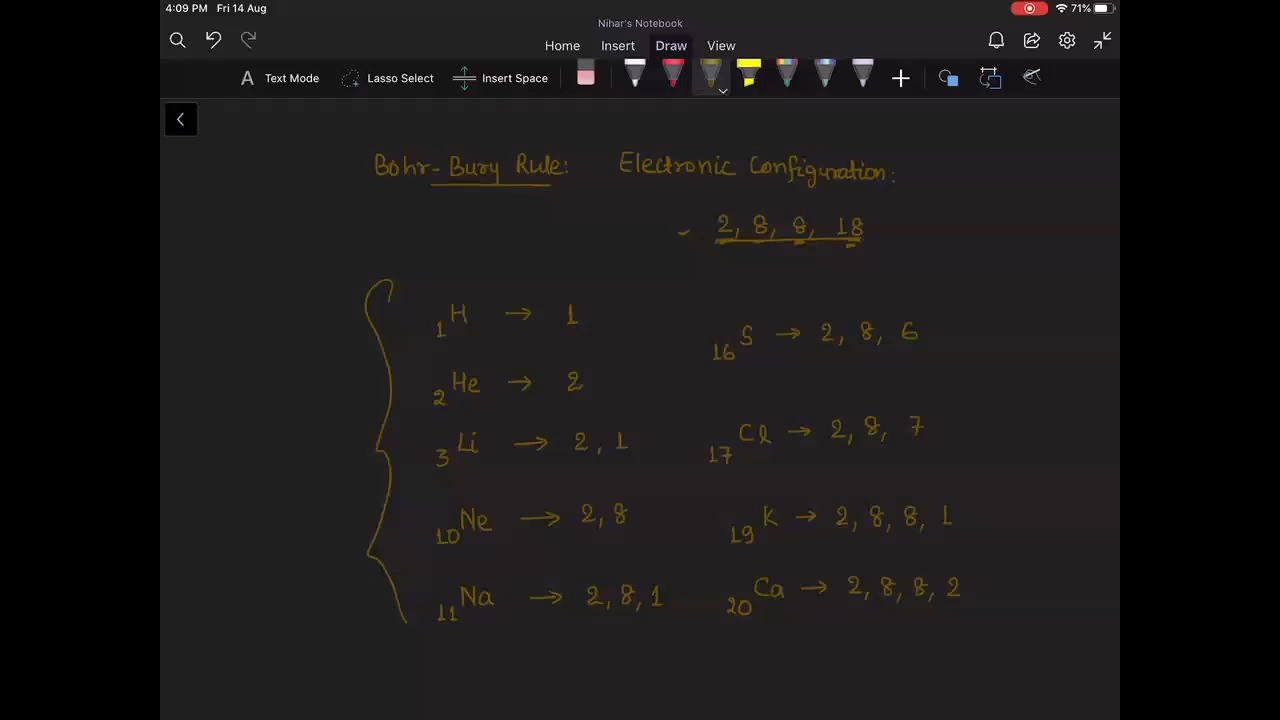 4:09 PM Fri 14 Aug
71%
Nihar's Notebook
Home Insert Draw View
A Text Mode Lasso Select Insert Space
Bohr-Bury Rule: Electronic Configuration:
2, 8, 8, 18
1H → 1
2He → 2
3Li → 2, 1
10Ne → 2, 8
11Na → 2, 8, 1
16S → 2, 8, 6
17Cl → 2, 8, 7
19K → 2, 8, 8, 1
20Ca → 2, 8, 8, 2